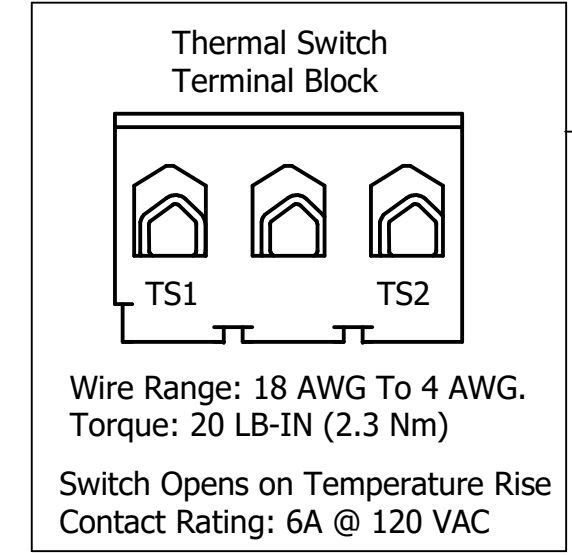 Thermal Switch
Terminal Block
TS1 TS2
Wire Range: 18 AWG To 4 AWG.
Torque: 20 LB-IN (2.3 Nm)
Switch Opens on Temperature Rise
Contact Rating: 6A @ 120 VAC